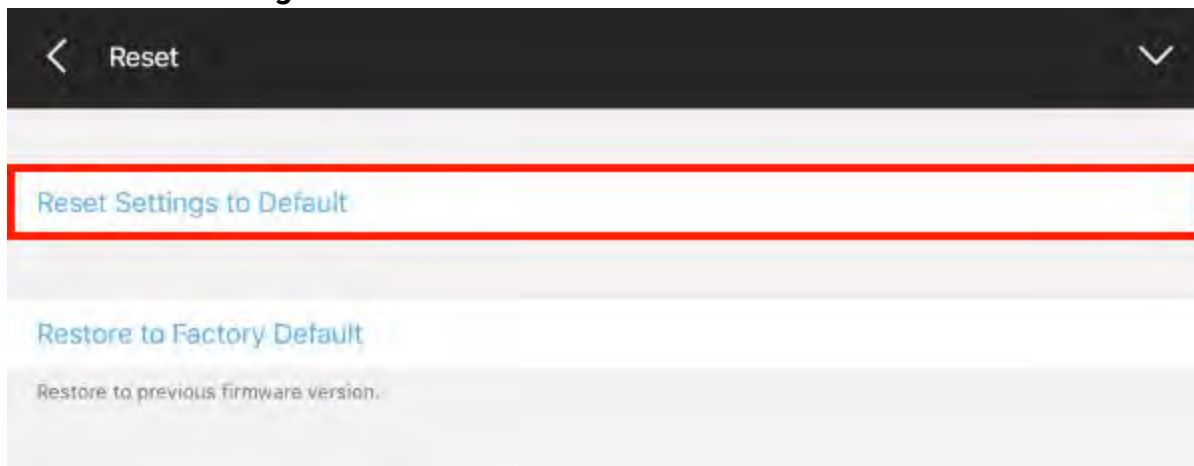 Reset
Reset Settings to Default
Restore to Factory Default
Restore to previous firmware version.